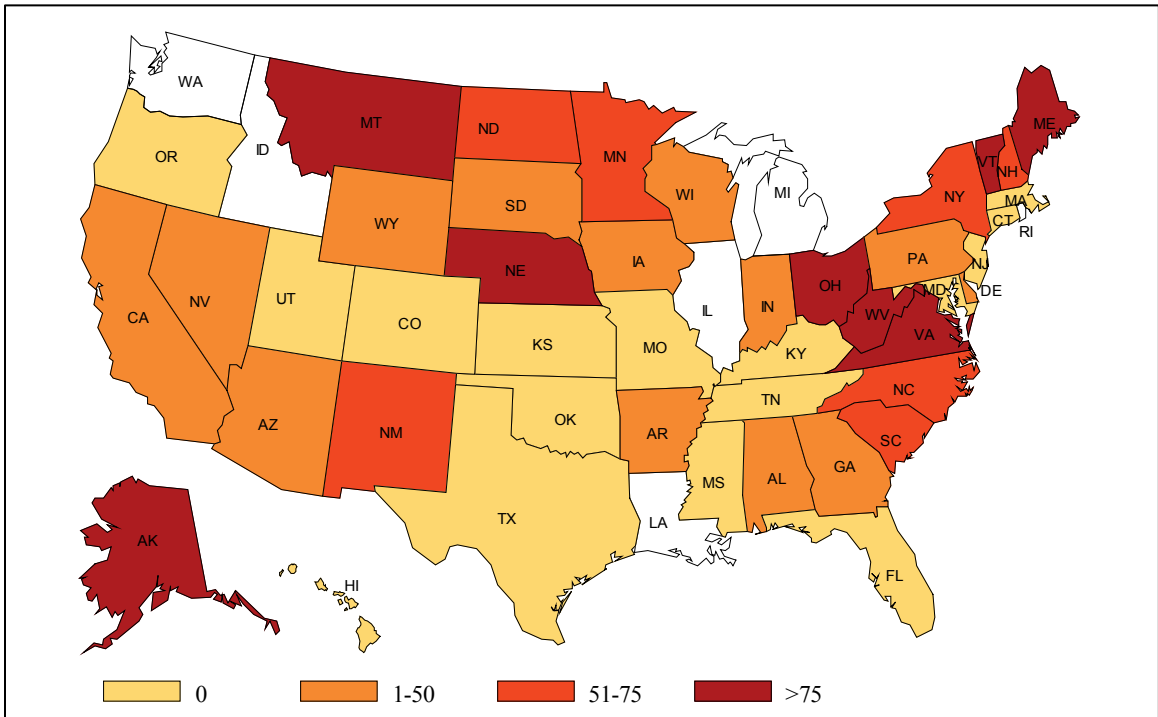 WA
MT
ND
MN
ME
VT
NH
OR
ID
WY
SD
WI
MI
NY
MA
CT
RI
NV
UT
CO
NE
IA
IL
IN
OH
PA
NJ
MD
DE
CA
KS
MO
KY
WV
VA
AZ
NM
OK
AR
TN
NC
SC
TX
LA
MS
AL
GA
FL
AK
HI
0
1-50
51-75
>75